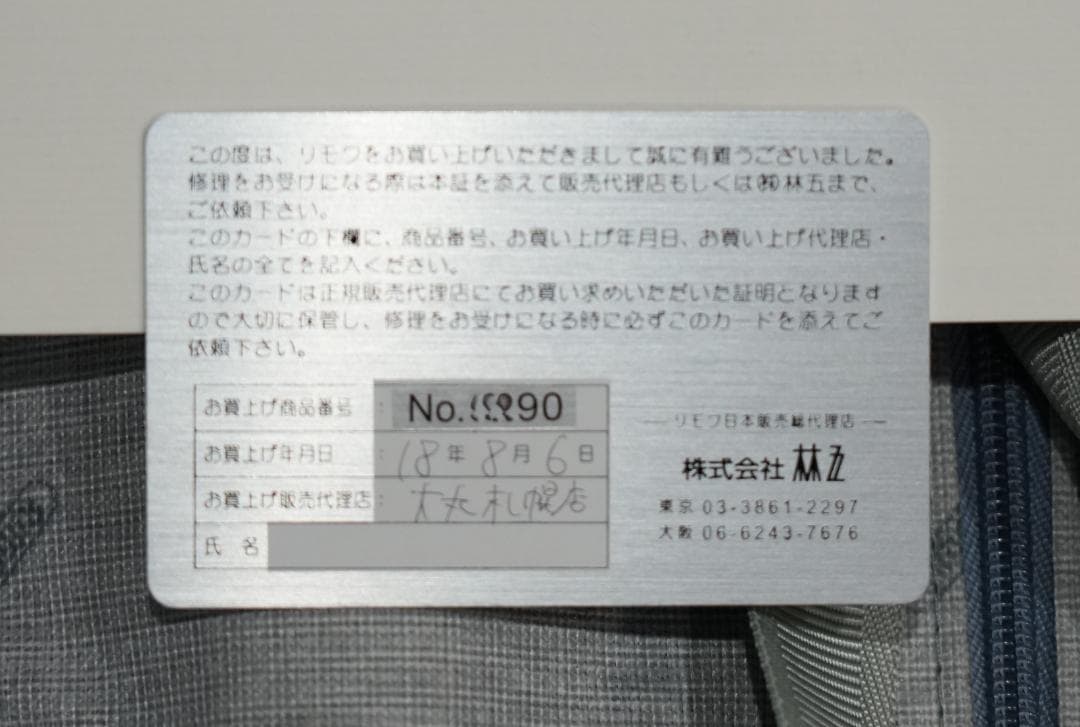 この度は、リモワをお買い上げいただきまして誠に有難うございました。
修理をお受けになる際は本証を添えて販売代理店もしくは㈱林五まで、
ご依頼下さい。
このカードの下欄に、商品番号、お買い上げ年月日、お買い上げ代理店・
氏名の全てを記入ください。
このカードは正規販売代理店にてお買い求めいただいた証明となります
ので大切に保管し、修理をお受けになる時に必ずこのカードを添えてご
依頼下さい。
お買上げ商品番号 : No. 90
お買上げ年月日 : 18年8月6日
お買上げ販売代理店 : 大丸札幌店
氏 名
リモワ日本販売総代理店
株式会社 林五
東京 03-3861-2297
大阪 06-6243-7676